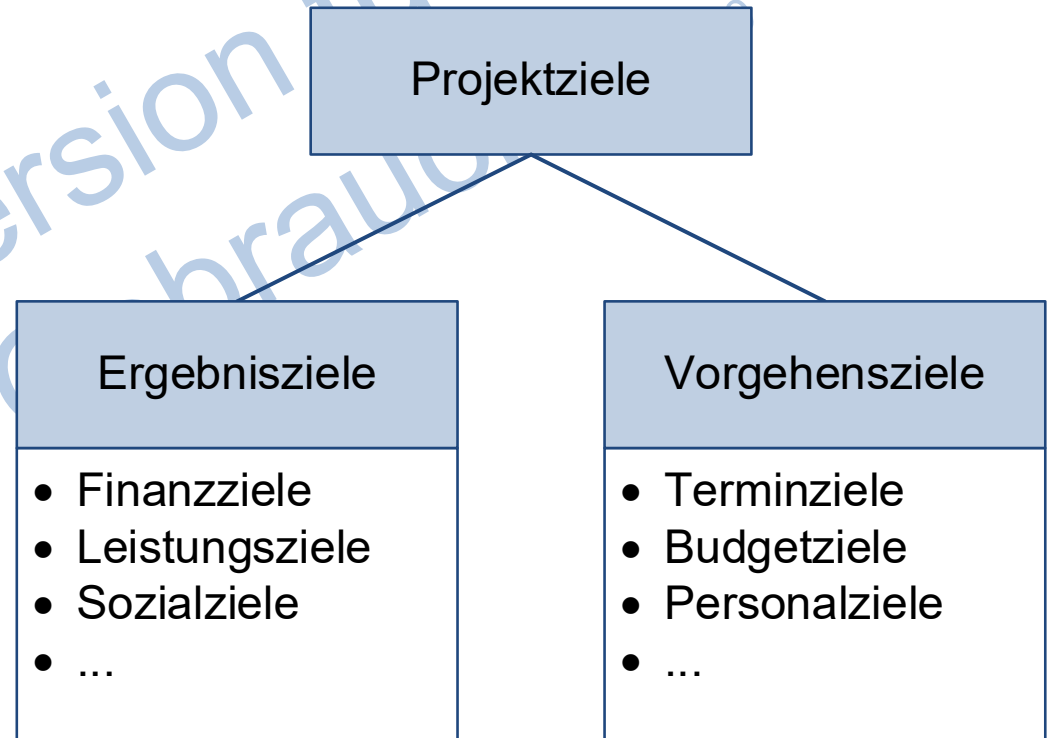 Projektziele
Ergebnisziele
• Finanzziele
• Leistungsziele
• Sozialziele
• ...
Vorgehensziele
• Terminziele
• Budgetziele
• Personalziele
• ...